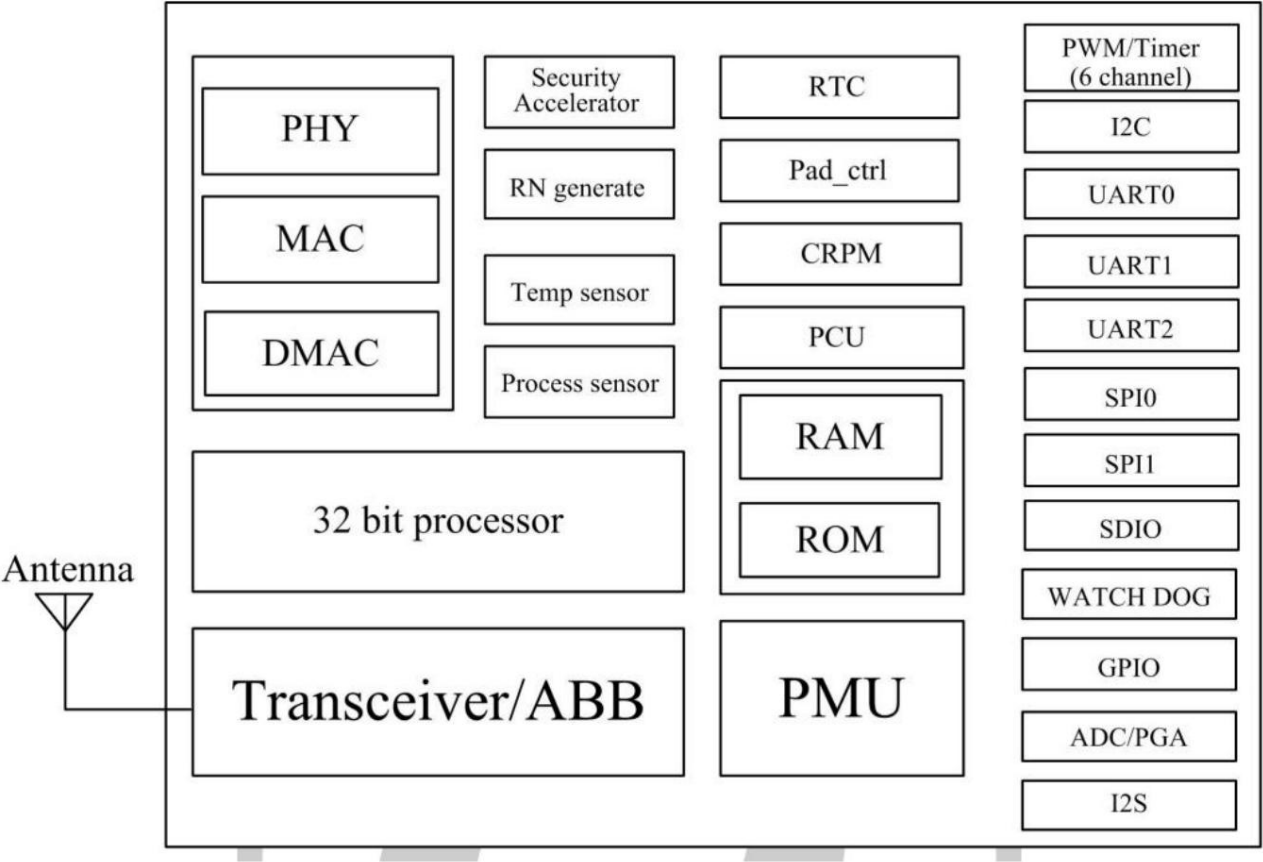 PHY
MAC
DMAC
Security
Accelerator
RN generate
Temp sensor
Process sensor
RTC
Pad_ctrl
CRPM
PCU
RAM
ROM
PWM/Timer
(6 channel)
I2C
UART0
UART1
UART2
SPI0
SPI1
SDIO
WATCH DOG
GPIO
ADC/PGA
I2S
32 bit processor
Antenna
Transceiver/ABB
PMU